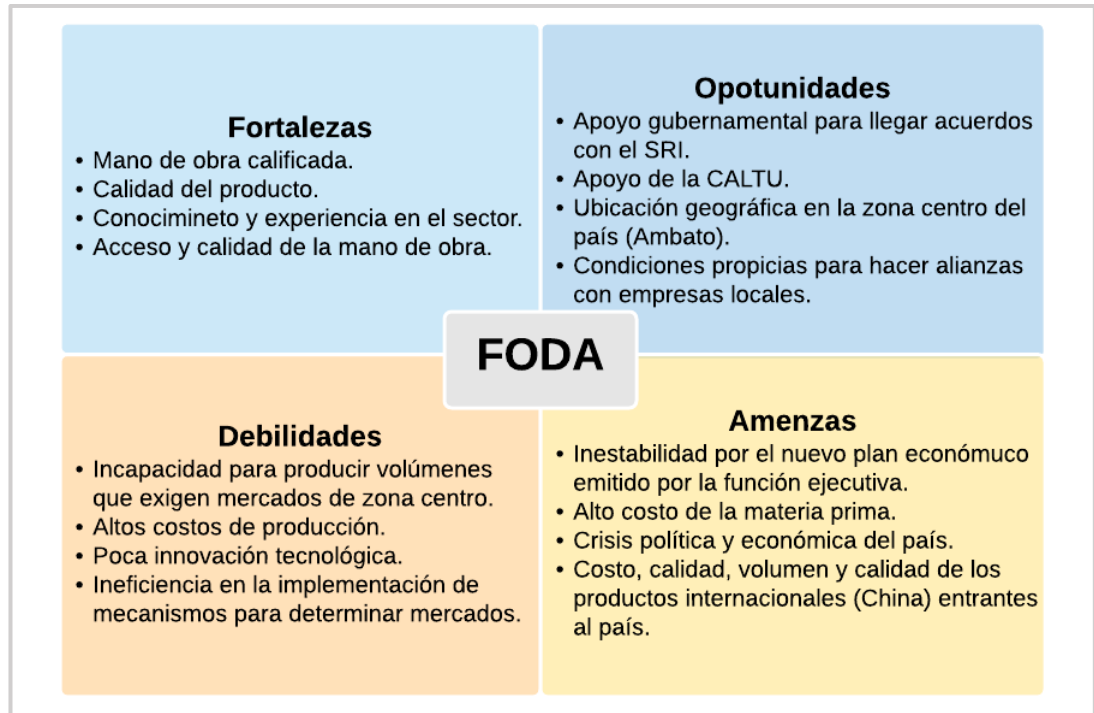 Fortalezas
• Mano de obra calificada.
• Calidad del producto.
• Conocimineto y experiencia en el sector.
• Acceso y calidad de la mano de obra.
Opotunidades
• Apoyo gubernamental para llegar acuerdos
con el SRI.
• Apoyo de la CALTU.
• Ubicación geográfica en la zona centro del
país (Ambato).
• Condiciones propicias para hacer alianzas
con empresas locales.
FODA
Debilidades
• Incapacidad para producir volúmenes
que exigen mercados de zona centro.
• Altos costos de producción.
• Poca innovación tecnológica.
• Ineficiencia en la implementación de
mecanismos para determinar mercados.
Amenzas
• Inestabilidad por el nuevo plan económuco
emitido por la función ejecutiva.
• Alto costo de la materia prima.
• Crisis política y económica del país.
• Costo, calidad, volumen y calidad de los
productos internacionales (China) entrantes
al país.